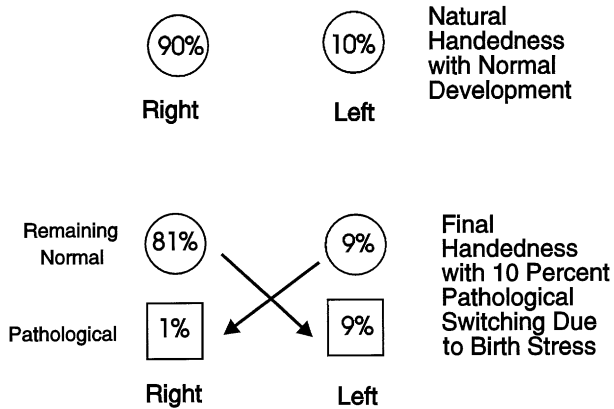 90%
10%
Natural
Handedness
with Normal
Development
Right
Left
Remaining
Normal
81%
9%
Final
Handedness
with 10 Percent
Pathological
Switching Due
to Birth Stress
Pathological
1%
9%
Right
Left